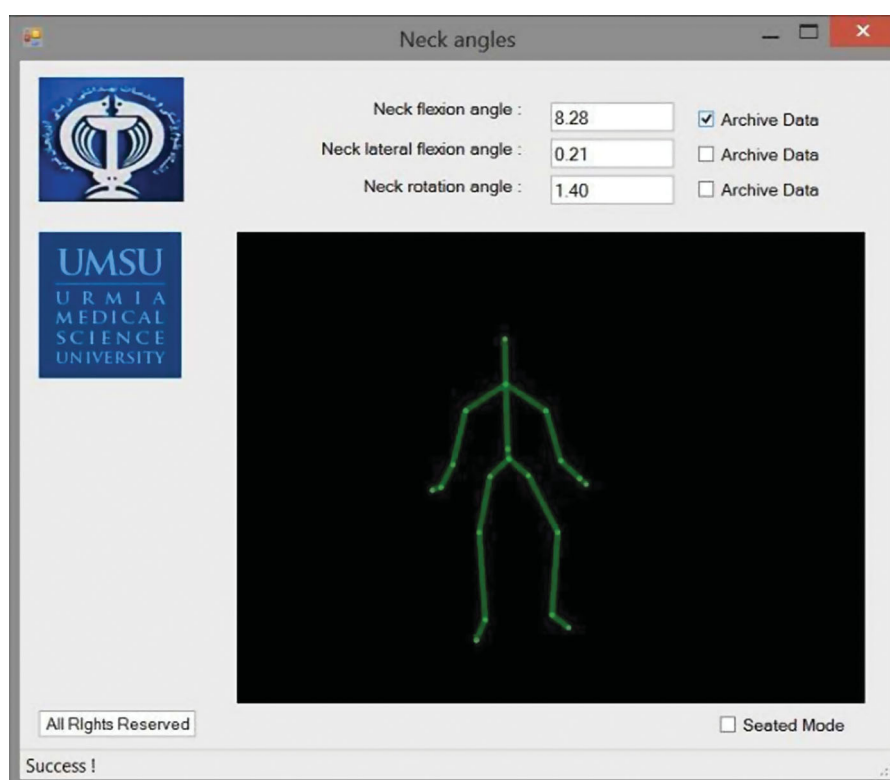 Neck angles
Neck flexion angle : 8.28 Archive Data
Neck lateral flexion angle : 0.21 Archive Data
Neck rotation angle : 1.40 Archive Data
UMSU
URMIA
MEDICAL
SCIENCE
UNIVERSITY
All RIghts Reserved
Seated Mode
Success !